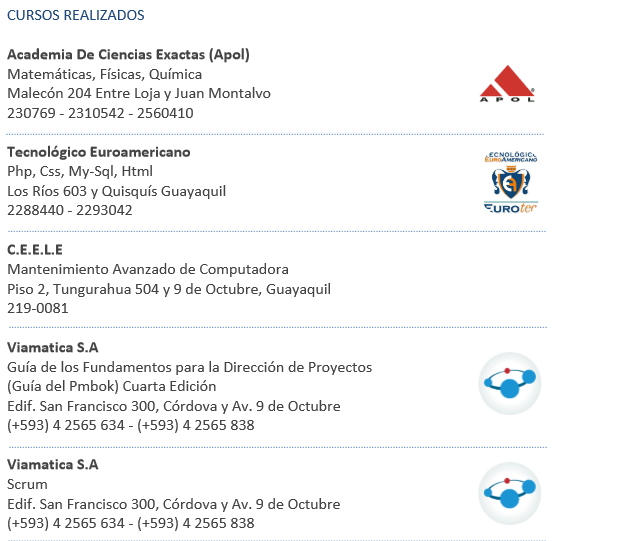 CURSOS REALIZADOS
Academia De Ciencias Exactas (Apol)
Matemáticas, Físicas, Química
Malecón 204 Entre Loja y Juan Montalvo
230769 - 2310542 - 2560410
APOL
Tecnológico Euroamericano
Php, Css, My-Sql, Html
Los Ríos 603 y Quisquís Guayaquil
2288440 - 2293042
ECNOLÓGICO
EUROAMERICANO
EUROtec
C.E.E.L.E
Mantenimiento Avanzado de Computadora
Piso 2, Tungurahua 504 y 9 de Octubre, Guayaquil
219-0081
Viamatica S.A
Guía de los Fundamentos para la Dirección de Proyectos
(Guía del Pmbok) Cuarta Edición
Edif. San Francisco 300, Córdova y Av. 9 de Octubre
(+593) 4 2565 634 - (+593) 4 2565 838
Viamatica S.A
Scrum
Edif. San Francisco 300, Córdova y Av. 9 de Octubre
(+593) 4 2565 634 - (+593) 4 2565 838